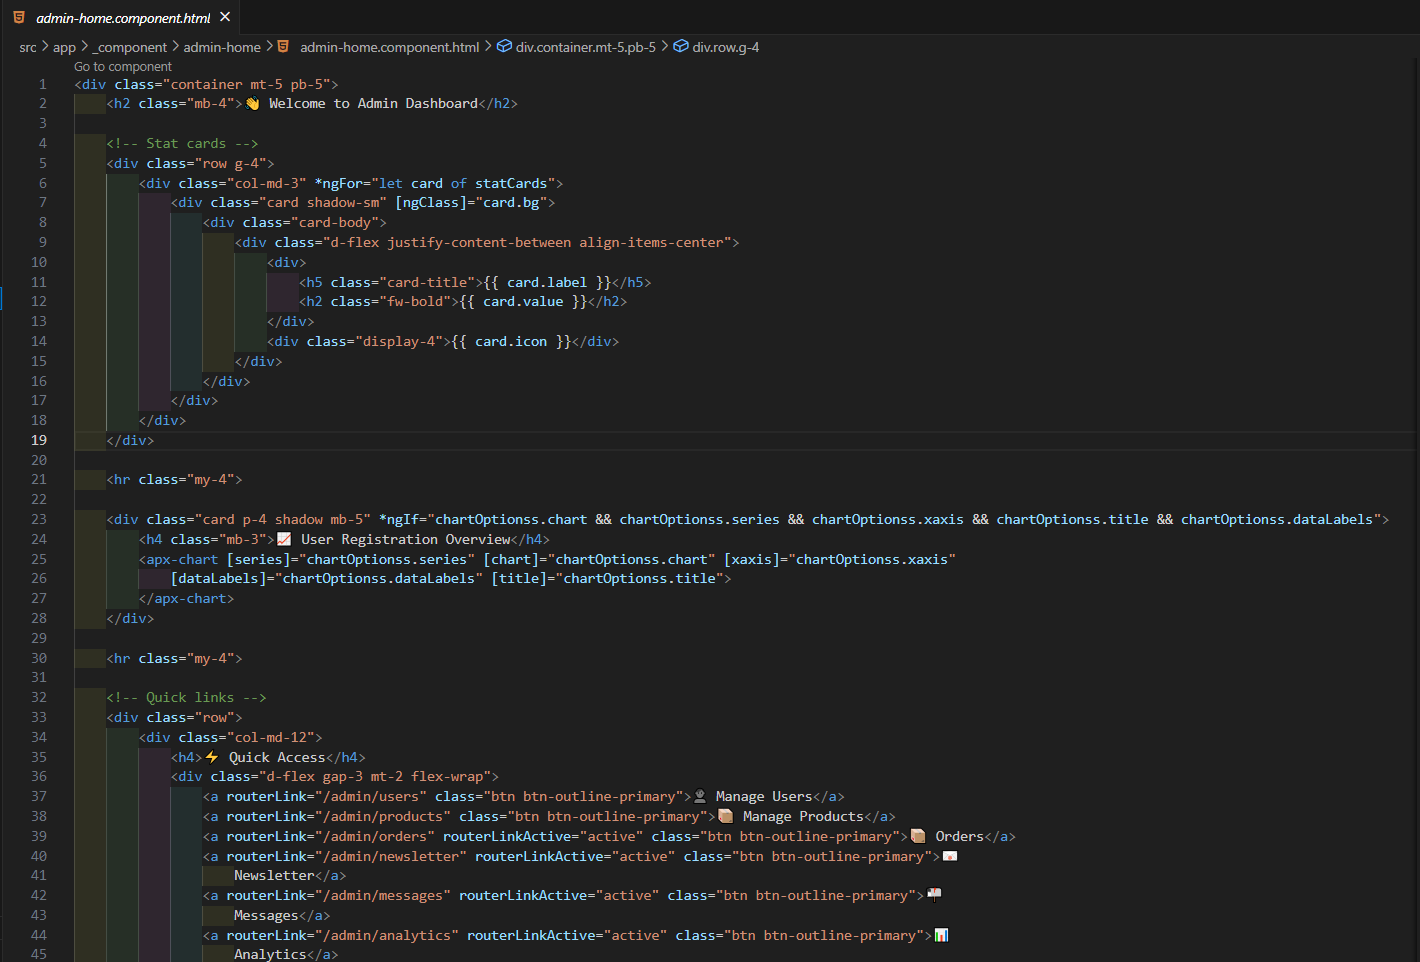 admin-home.component.html
src > app > _component > admin-home > admin-home.component.html > div.container.mt-5.pb-5 > div.row.g-4
Go to component
1 <div class="container mt-5 pb-5">
2 <h2 class="mb-4">👋 Welcome to Admin Dashboard</h2>
3
4 <!-- Stat cards -->
5 <div class="row g-4">
6 <div class="col-md-3" *ngFor="let card of statCards">
7 <div class="card shadow-sm" [ngClass]="card.bg">
8 <div class="card-body">
9 <div class="d-flex justify-content-between align-items-center">
10 <div>
11 <h5 class="card-title">{{ card.label }}</h5>
12 <h2 class="fw-bold">{{ card.value }}</h2>
13 </div>
14 <div class="display-4">{{ card.icon }}</div>
15 </div>
16 </div>
17 </div>
18 </div>
19 </div>
20
21 <hr class="my-4">
22
23 <div class="card p-4 shadow mb-5" *ngIf="chartOptionss.chart && chartOptionss.series && chartOptionss.xaxis && chartOptionss.title && chartOptionss.dataLabels">
24 <h4 class="mb-3">📈 User Registration Overview</h4>
25 <apx-chart [series]="chartOptionss.series" [chart]="chartOptionss.chart" [xaxis]="chartOptionss.xaxis"
26 [dataLabels]="chartOptionss.dataLabels" [title]="chartOptionss.title">
27 </apx-chart>
28 </div>
29
30 <hr class="my-4">
31
32 <!-- Quick links -->
33 <div class="row">
34 <div class="col-md-12">
35 <h4>⚡ Quick Access</h4>
36 <div class="d-flex gap-3 mt-2 flex-wrap">
37 <a routerLink="/admin/users" class="btn btn-outline-primary">👤 Manage Users</a>
38 <a routerLink="/admin/products" class="btn btn-outline-primary">📦 Manage Products</a>
39 <a routerLink="/admin/orders" routerLinkActive="active" class="btn btn-outline-primary">📦 Orders</a>
40 <a routerLink="/admin/newsletter" routerLinkActive="active" class="btn btn-outline-primary">💌
41 Newsletter</a>
42 <a routerLink="/admin/messages" routerLinkActive="active" class="btn btn-outline-primary">📬
43 Messages</a>
44 <a routerLink="/admin/analytics" routerLinkActive="active" class="btn btn-outline-primary">📊
45 Analytics</a>